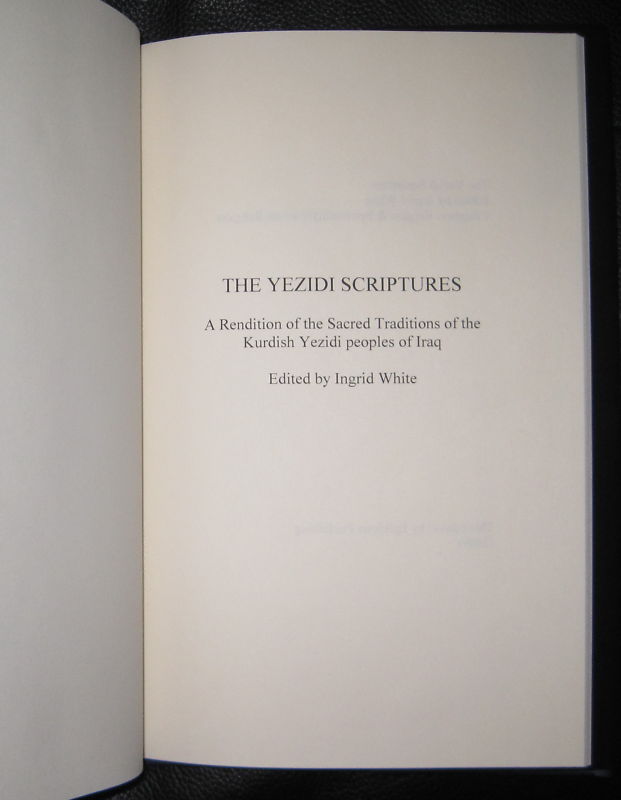 THE YEZIDI SCRIPTURES
A Rendition of the Sacred Traditions of the
Kurdish Yezidi peoples of Iraq
Edited by Ingrid White